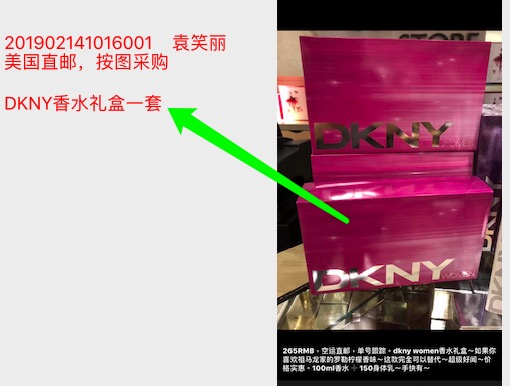 201902141016001 袁笑丽
美国直邮，按图采购
DKNY香水礼盒一套
STORE
DKNY
DKNY
WOMEN
265RMB，空运直邮，单号跟踪。dkny women香水礼盒～如果你
喜欢祖马龙家的罗勒柠檬香味～这款完全可以替代～超级好闻～价
格实惠。100ml香水➕150身体乳～手快有～